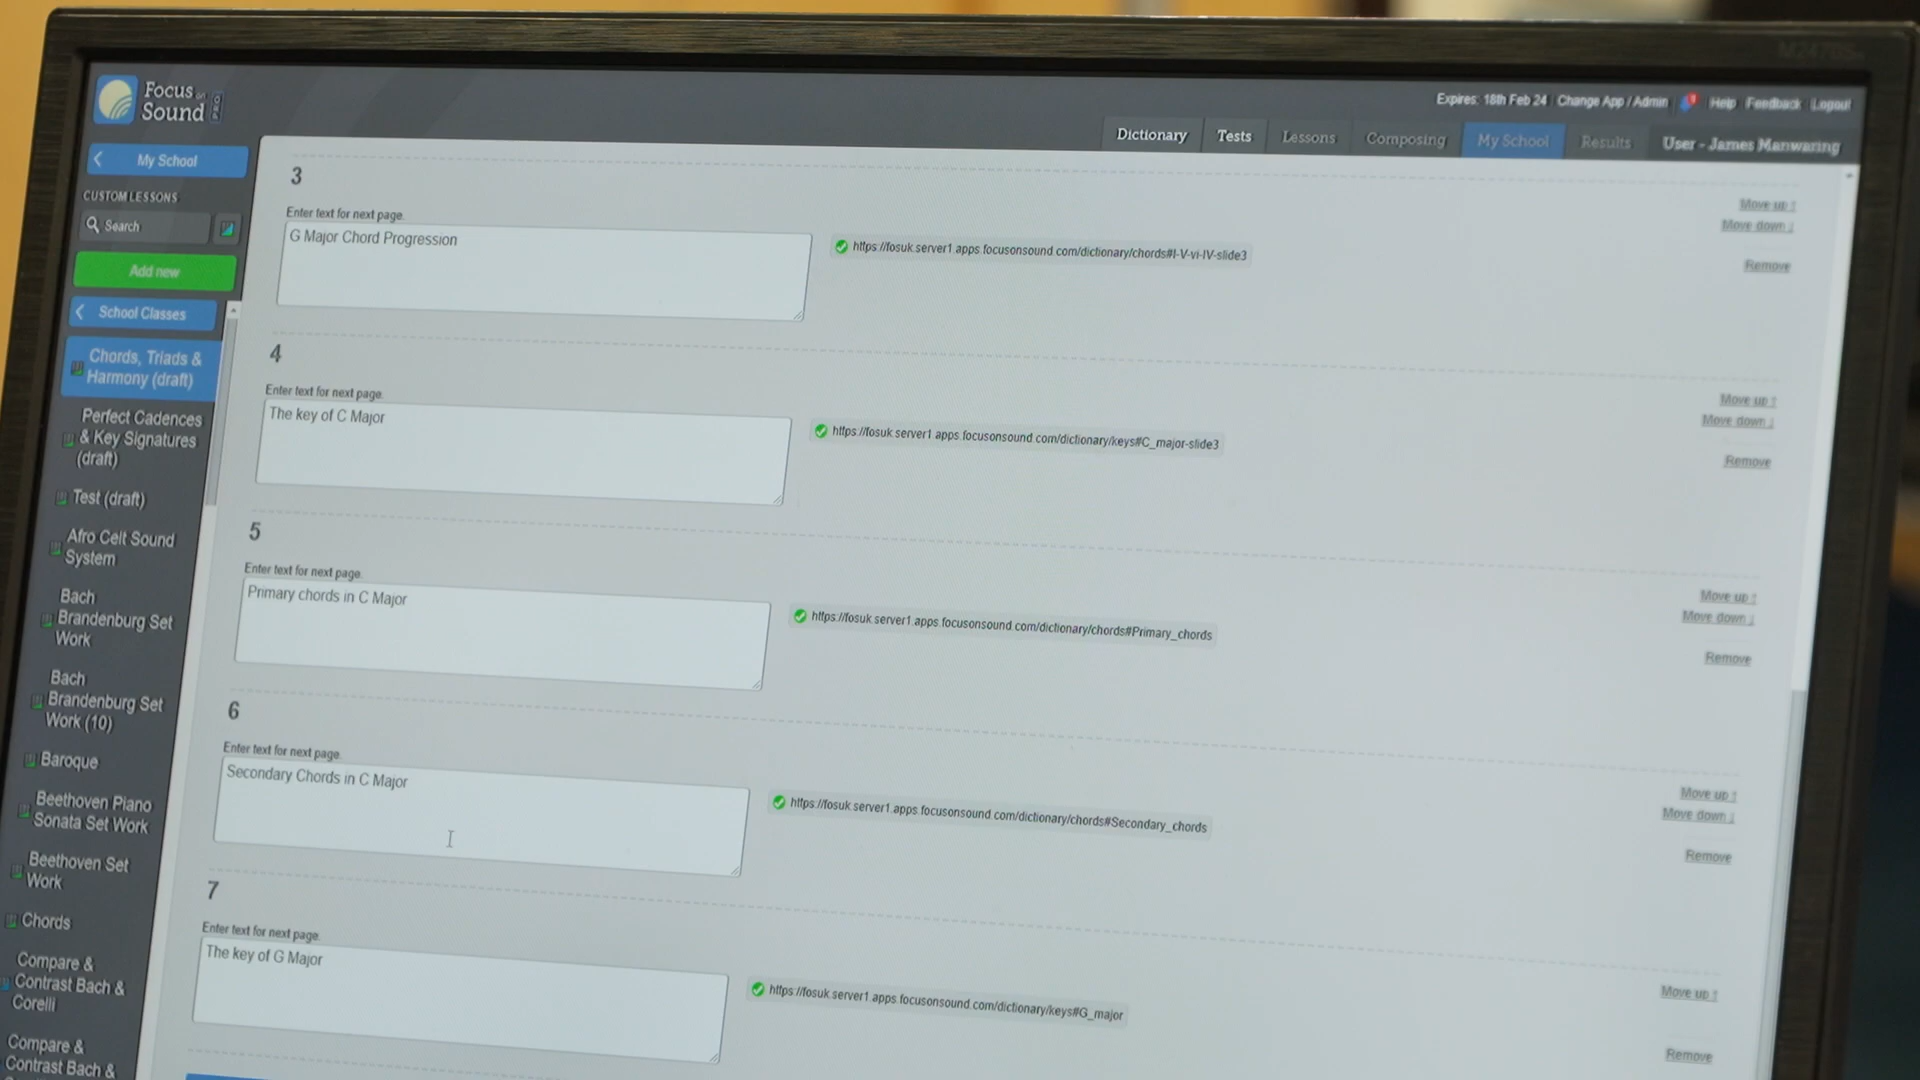 Focus on
Sound PRO
Expires: 18th Feb 24 Change App / Admin Help Feedback Logout
Dictionary Tests Lessons Composing My School Results User - James Manwaring
My School
CUSTOM LESSONS
Search
Add new
School Classes
Chords, Triads &
Harmony (draft)
Perfect Cadences
& Key Signatures
(draft)
Test (draft)
Afro Celt Sound
System
Bach
Brandenburg Set
Work
Bach
Brandenburg Set
Work (10)
Baroque
Beethoven Piano
Sonata Set Work
Beethoven Set
Work
Chords
Compare &
Contrast Bach &
Corelli
Compare &
Contrast Bach &
3
Enter text for next page.
G Major Chord Progression
https://fosuk.server1.apps.focusonsound.com/dictionary/chords#I-V-vi-IV-slide3
Move up ↑
Move down ↓
Remove
4
Enter text for next page.
The key of C Major
https://fosuk.server1.apps.focusonsound.com/dictionary/keys#C_major-slide3
Move up ↑
Move down ↓
Remove
5
Enter text for next page.
Primary chords in C Major
https://fosuk.server1.apps.focusonsound.com/dictionary/chords#Primary_chords
Move up ↑
Move down ↓
Remove
6
Enter text for next page.
Secondary Chords in C Major
https://fosuk.server1.apps.focusonsound.com/dictionary/chords#Secondary_chords
Move up ↑
Move down ↓
Remove
7
Enter text for next page.
The key of G Major
https://fosuk.server1.apps.focusonsound.com/dictionary/keys#G_major
Move up ↑
Remove